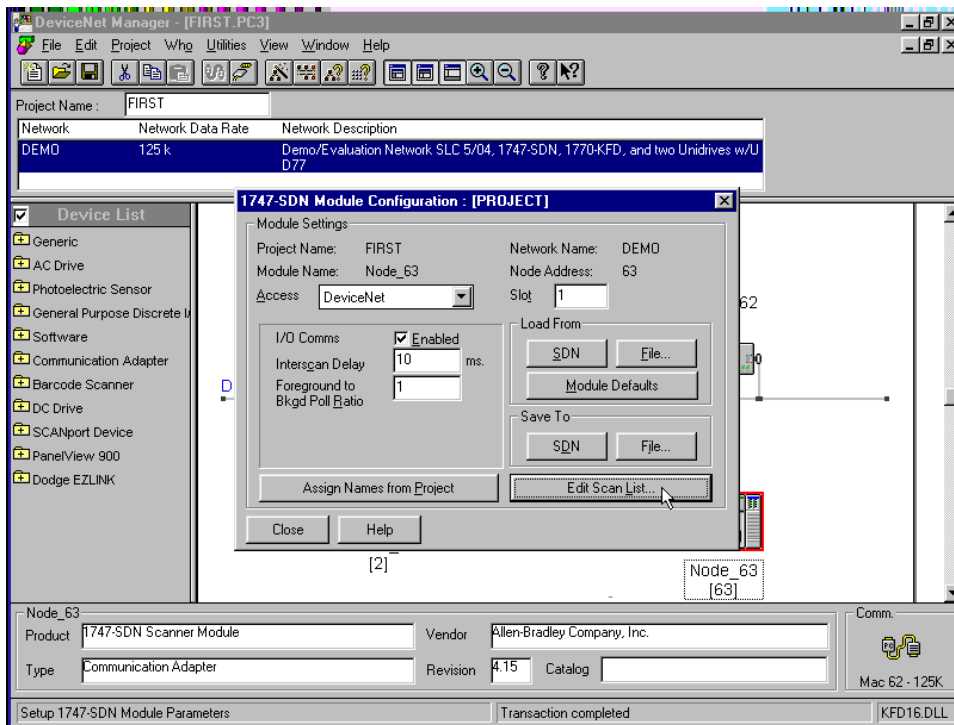 DeviceNet Manager - [FIRST.PC3]
File Edit Project Who Utilities View Window Help
Project Name : FIRST
Network Network Data Rate Network Description
DEMO 125 k Demo/Evaluation Network SLC 5/04, 1747-SDN, 1770-KFD, and two Unidrives w/U
D77
Device List
Generic
AC Drive
Photoelectric Sensor
General Purpose Discrete I/
Software
Communication Adapter
Barcode Scanner
DC Drive
SCANport Device
PanelView 900
Dodge EZLINK
1747-SDN Module Configuration : [PROJECT]
Module Settings
Project Name: FIRST Network Name: DEMO
Module Name: Node_63 Node Address: 63
Access DeviceNet Slot 1
I/O Comms Enabled
Interscan Delay 10 ms.
Foreground to
Bkgd Poll Ratio 1
Load From
SDN File...
Module Defaults
Save To
SDN File...
Assign Names from Project Edit Scan List...
Close Help
62
D
[2]
Node_63
[63]
Node_63
Product 1747-SDN Scanner Module Vendor Allen-Bradley Company, Inc.
Type Communication Adapter Revision 4.15 Catalog
Comm.
Mac 62 - 125K
Setup 1747-SDN Module Parameters Transaction completed KFD16.DLL